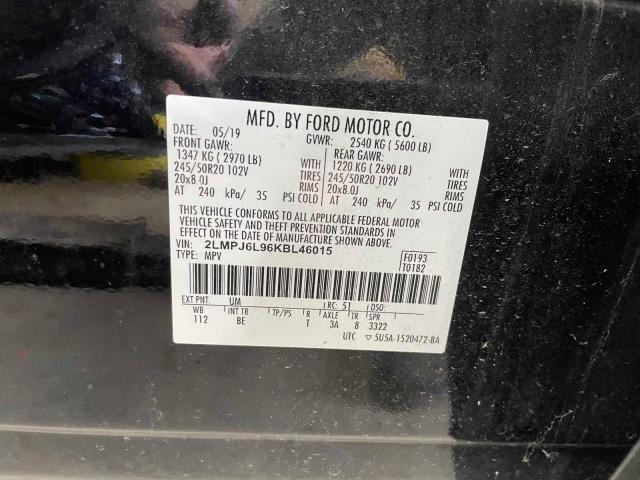 MFD. BY FORD MOTOR CO.
DATE: 05/19 GVWR: 2540 KG ( 5600 LB)
FRONT GAWR: REAR GAWR:
1347 KG ( 2970 LB) WITH 1220 KG ( 2690 LB) WITH
245/50R20 102V TIRES 245/50R20 102V TIRES
20x8.0J RIMS 20x8.0J RIMS
AT 240 kPa/ 35 PSI COLD AT 240 kPa/ 35 PSI COLD
THIS VEHICLE CONFORMS TO ALL APPLICABLE FEDERAL MOTOR
VEHICLE SAFETY AND THEFT PREVENTION STANDARDS IN
EFFECT ON THE DATE OF MANUFACTURE SHOWN ABOVE.
VIN: 2LMPJ6L96KBL46015 F0193
TYPE: MPV T0182
EXT PNT: UM RC: 51 DSO:
WB INT TR TP/PS R AXLE TR SPR
112 BE T 3A 8 3322
UTC ▽ 5U5A-1520472-BA